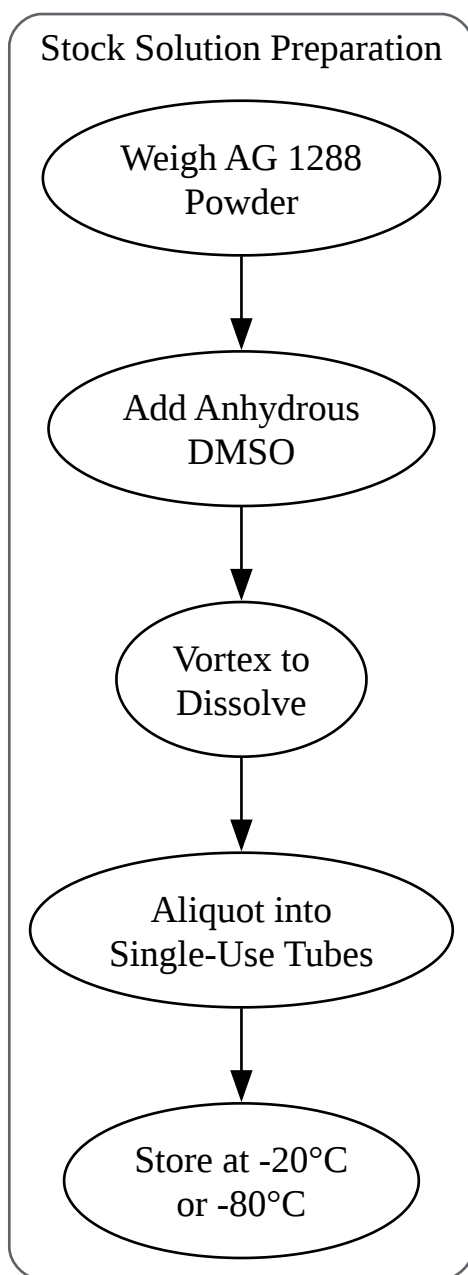 Stock Solution Preparation
Weigh AG 1288
Powder
Add Anhydrous
DMSO
Vortex to
Dissolve
Aliquot into
Single-Use Tubes
Store at -20°C
or -80°C